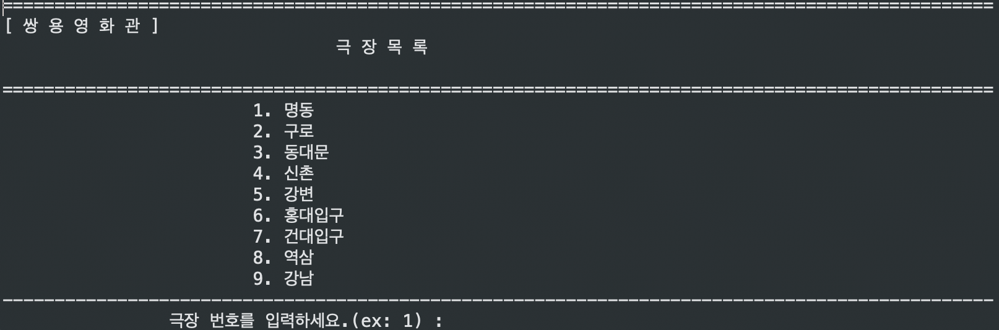 ===============================================================================================
[ 쌍 용 영 화 관 ]
극 장 목 록
===============================================================================================
1. 명동
2. 구로
3. 동대문
4. 신촌
5. 강변
6. 홍대입구
7. 건대입구
8. 역삼
9. 강남
-----------------------------------------------------------------------------------------------
극장 번호를 입력하세요.(ex: 1) :